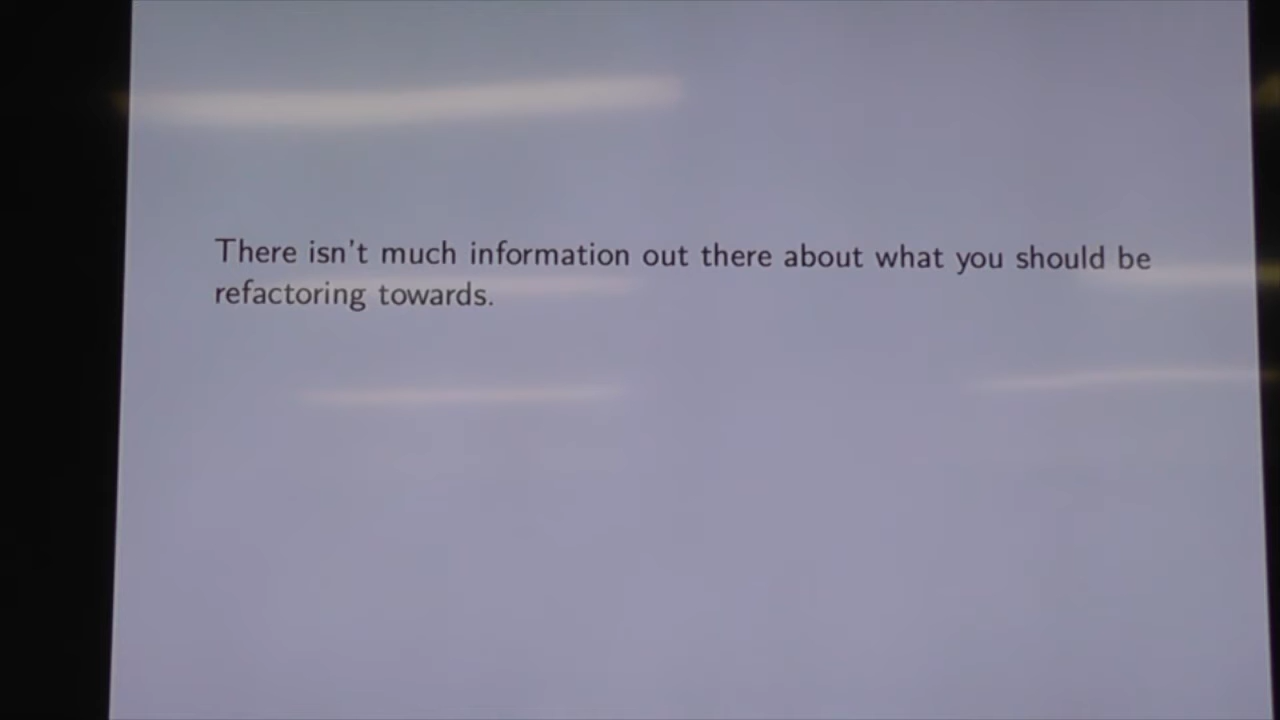 There isn't much information out there about what you should be
refactoring towards.